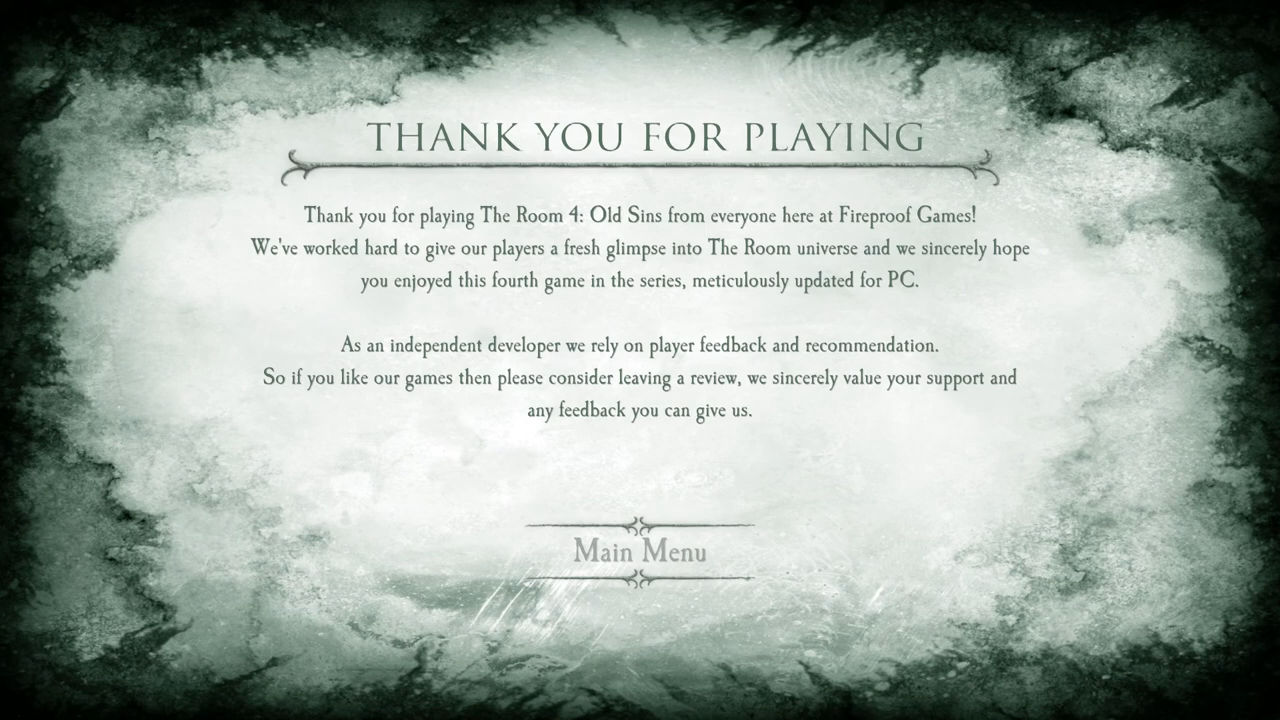 THANK YOU FOR PLAYING
Thank you for playing The Room 4: Old Sins from everyone here at Fireproof Games!
We've worked hard to give our players a fresh glimpse into The Room universe and we sincerely hope
you enjoyed this fourth game in the series, meticulously updated for PC.
As an independent developer we rely on player feedback and recommendation.
So if you like our games then please consider leaving a review, we sincerely value your support and
any feedback you can give us.
Main Menu